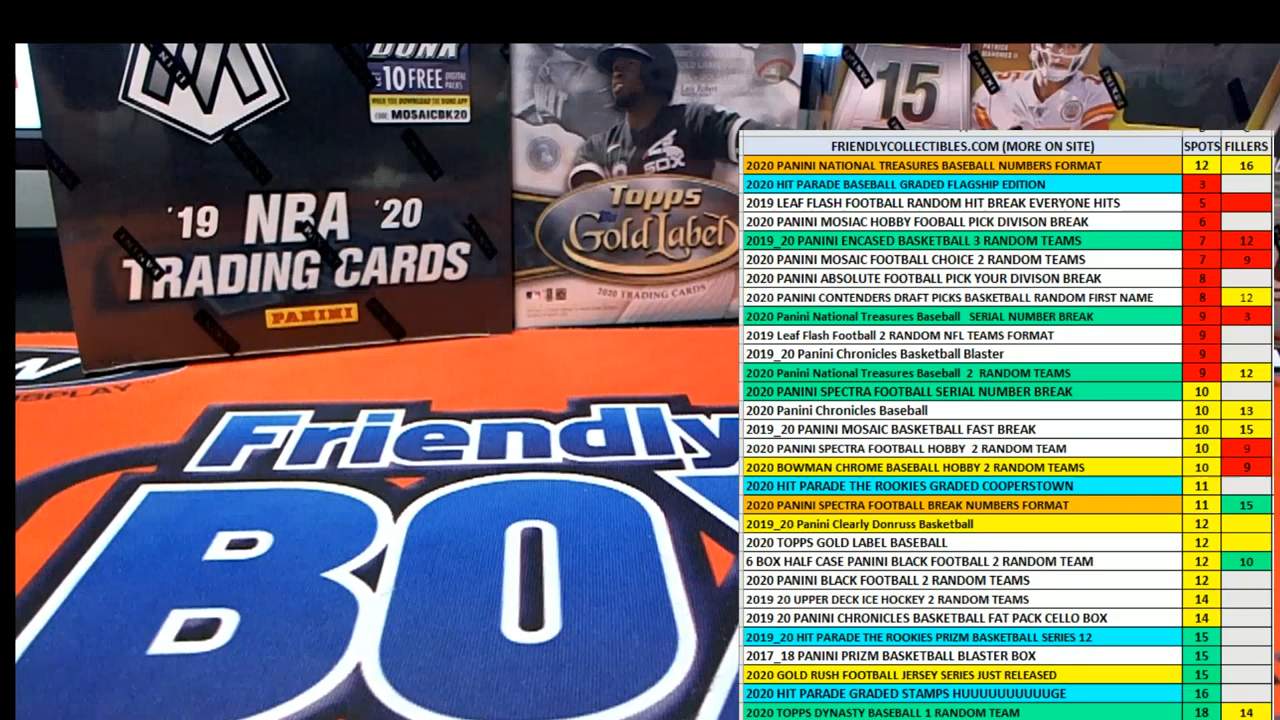 DUNK
10 FREE DIGITAL PACKS
WHEN YOU DOWNLOAD THE DUNK APP
CODE: MOSAICBK20
'19 NBA '20
TRADING CARDS
PANINI
SOX
Topps
Gold Label
2020 TRADING CARDS
15
PATRICK
MAHOMES II
PANINI
Friendly
BO
FRIENDLYCOLLECTIBLES.COM (MORE ON SITE) SPOTS FILLERS
2020 PANINI NATIONAL TREASURES BASEBALL NUMBERS FORMAT 12 16
2020 HIT PARADE BASEBALL GRADED FLAGSHIP EDITION 3
2019 LEAF FLASH FOOTBALL RANDOM HIT BREAK EVERYONE HITS 5
2020 PANINI MOSIAC HOBBY FOOBALL PICK DIVISON BREAK 6
2019_20 PANINI ENCASED BASKETBALL 3 RANDOM TEAMS 7 12
2020 PANINI MOSAIC FOOTBALL CHOICE 2 RANDOM TEAMS 7 9
2020 PANINI ABSOLUTE FOOTBALL PICK YOUR DIVISON BREAK 8
2020 PANINI CONTENDERS DRAFT PICKS BASKETBALL RANDOM FIRST NAME 8 12
2020 Panini National Treasures Baseball SERIAL NUMBER BREAK 9 3
2019 Leaf Flash Football 2 RANDOM NFL TEAMS FORMAT 9
2019_20 Panini Chronicles Basketball Blaster 9
2020 Panini National Treasures Baseball 2 RANDOM TEAMS 9 12
2020 PANINI SPECTRA FOOTBALL SERIAL NUMBER BREAK 10
2020 Panini Chronicles Baseball 10 13
2019_20 PANINI MOSAIC BASKETBALL FAST BREAK 10 15
2020 PANINI SPECTRA FOOTBALL HOBBY 2 RANDOM TEAM 10 9
2020 BOWMAN CHROME BASEBALL HOBBY 2 RANDOM TEAMS 10 9
2020 HIT PARADE THE ROOKIES GRADED COOPERSTOWN 11
2020 PANINI SPECTRA FOOTBALL BREAK NUMBERS FORMAT 11 15
2019_20 Panini Clearly Donruss Basketball 12
2020 TOPPS GOLD LABEL BASEBALL 12
6 BOX HALF CASE PANINI BLACK FOOTBALL 2 RANDOM TEAM 12 10
2020 PANINI BLACK FOOTBALL 2 RANDOM TEAMS 12
2019 20 UPPER DECK ICE HOCKEY 2 RANDOM TEAMS 14
2019 20 PANINI CHRONICLES BASKETBALL FAT PACK CELLO BOX 14
2019_20 HIT PARADE THE ROOKIES PRIZM BASKETBALL SERIES 12 15
2017_18 PANINI PRIZM BASKETBALL BLASTER BOX 15
2020 GOLD RUSH FOOTBALL JERSEY SERIES JUST RELEASED 15
2020 HIT PARADE GRADED STAMPS HUUUUUUUUUUGE 16
2020 TOPPS DYNASTY BASEBALL 1 RANDOM TEAM 18 14